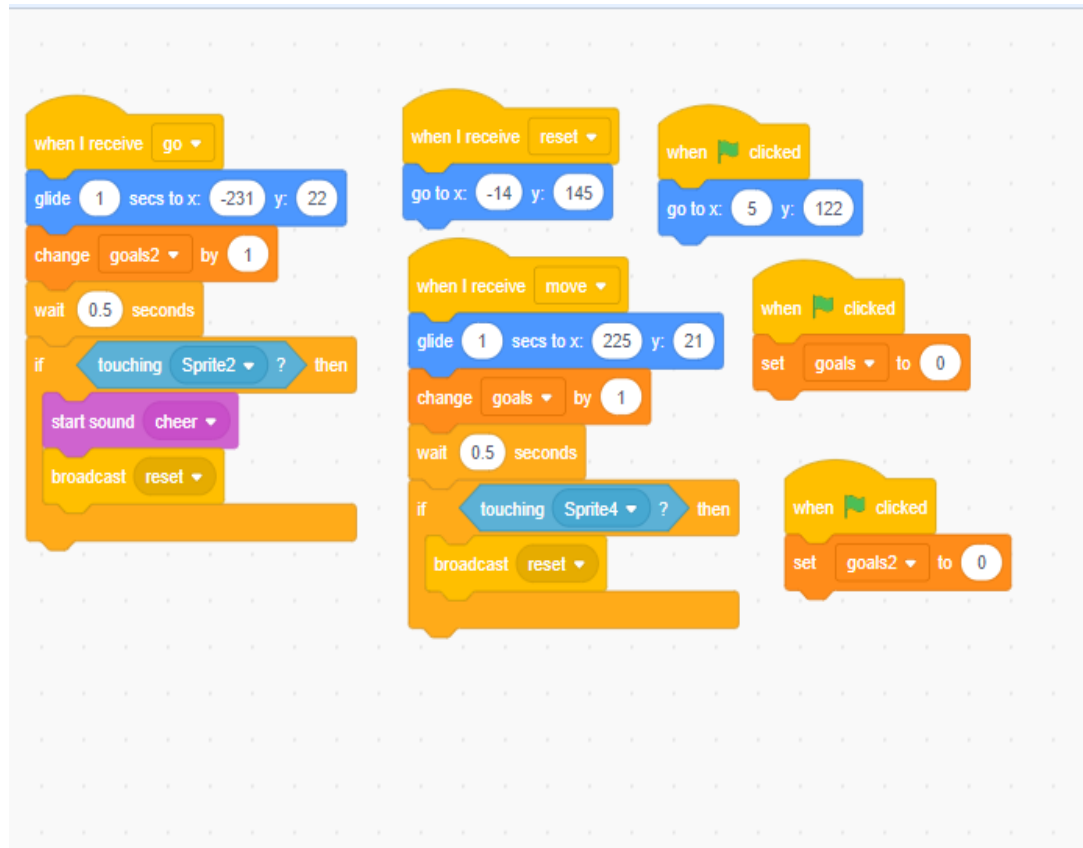 when I receive go
glide 1 secs to x: -231 y: 22
change goals2 by 1
wait 0.5 seconds
if touching Sprite2 ? then
start sound cheer
broadcast reset
when I receive reset
go to x: -14 y: 145
when I receive move
glide 1 secs to x: 225 y: 21
change goals by 1
wait 0.5 seconds
if touching Sprite4 ? then
broadcast reset
when clicked
go to x: 5 y: 122
when clicked
set goals to 0
when clicked
set goals2 to 0